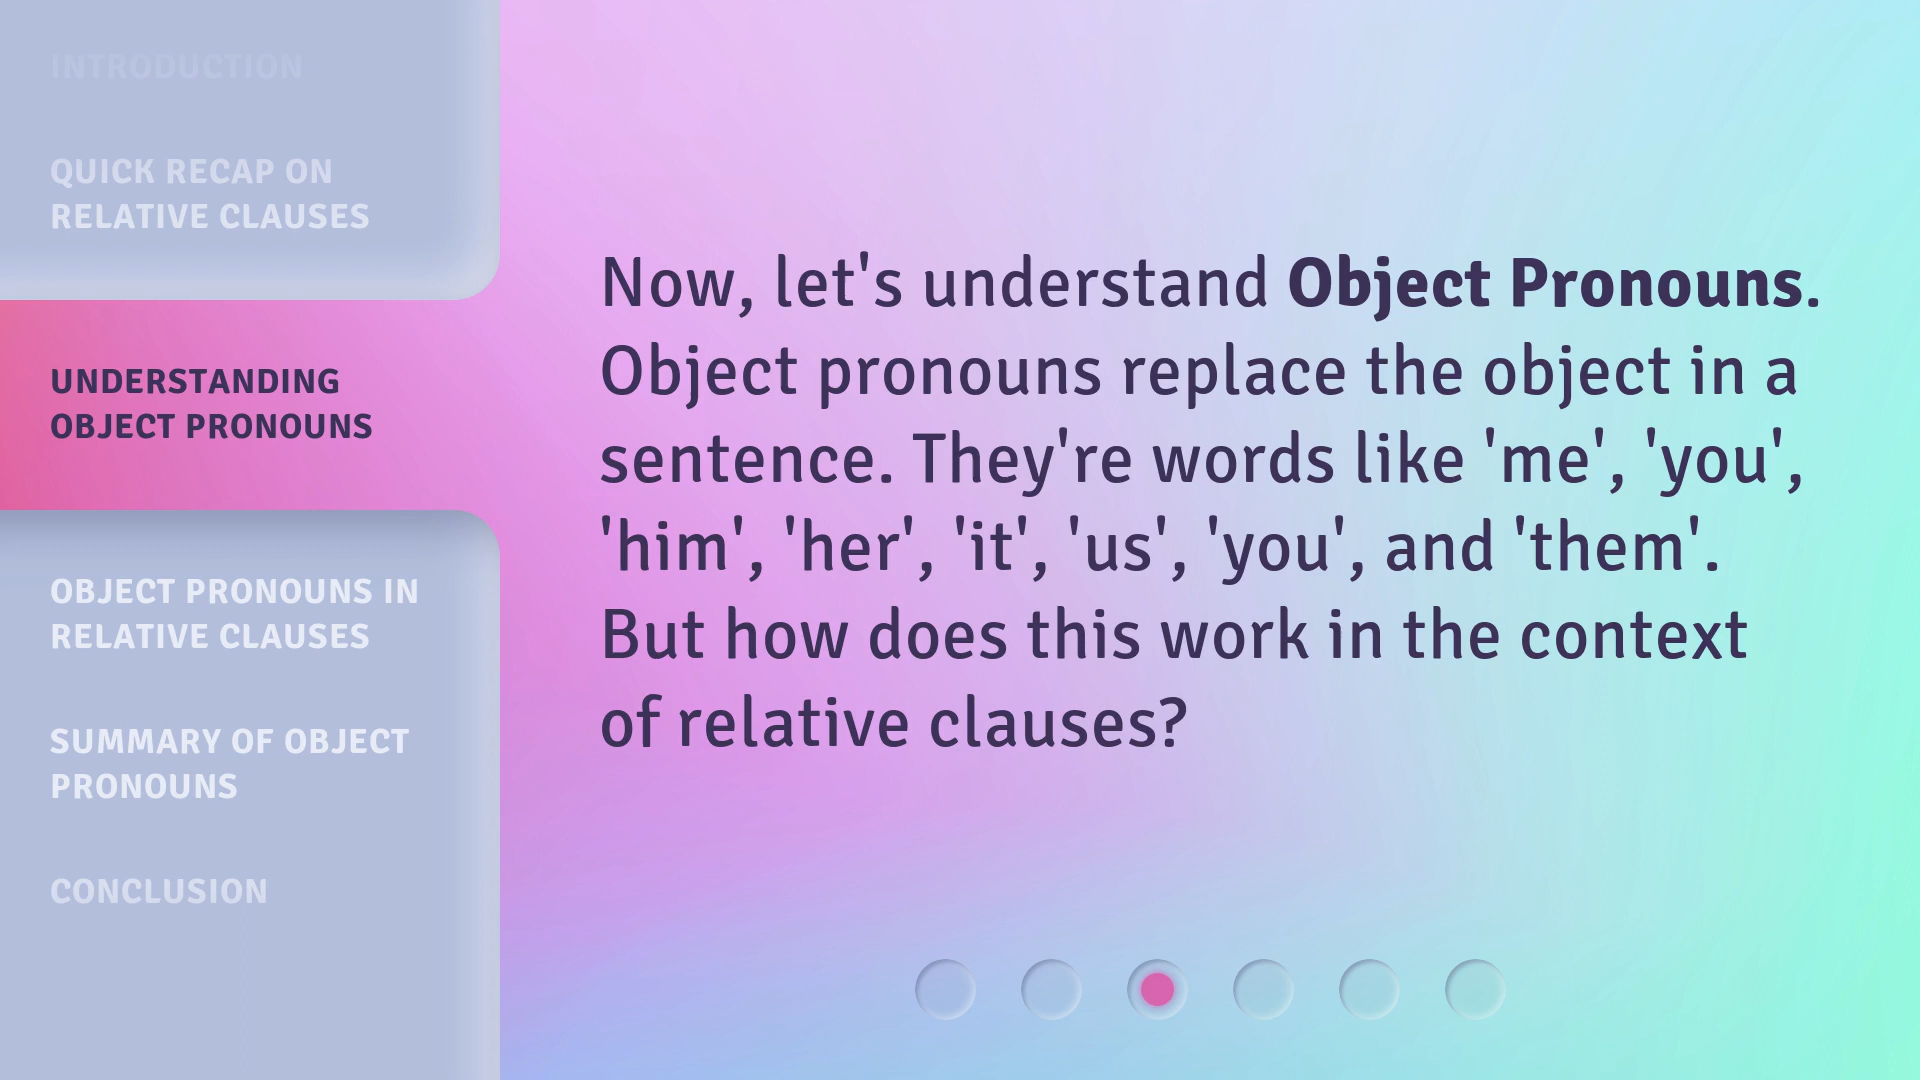 INTRODUCTION
QUICK RECAP ON
RELATIVE CLAUSES
UNDERSTANDING
OBJECT PRONOUNS
OBJECT PRONOUNS IN
RELATIVE CLAUSES
SUMMARY OF OBJECT
PRONOUNS
CONCLUSION
Now, let's understand Object Pronouns.
Object pronouns replace the object in a
sentence. They're words like 'me', 'you',
'him', 'her', 'it', 'us', 'you', and 'them'.
But how does this work in the context
of relative clauses?